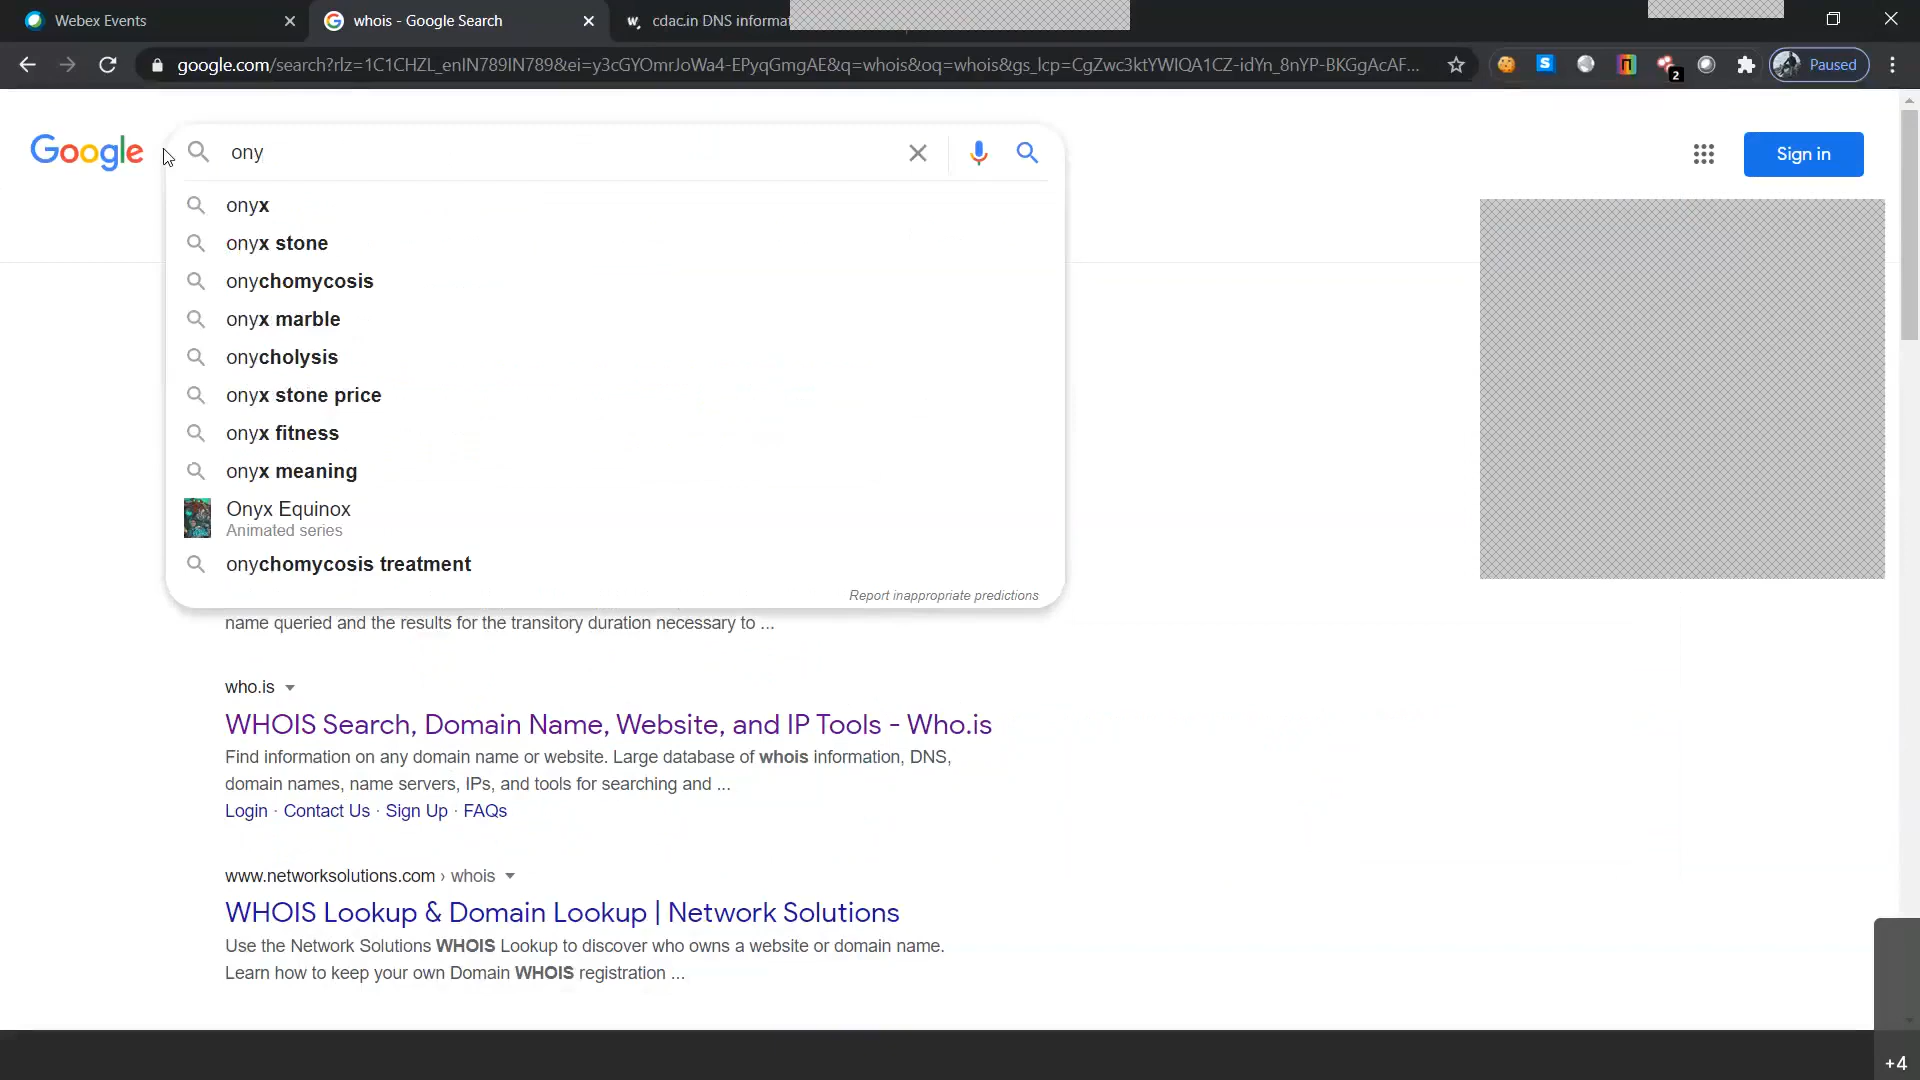 Webex Events
whois - Google Search
cdac.in DNS informa
google.com/search?rlz=1C1CHZL_enIN789IN789&ei=y3cGYOmrJoWa4-EPyqGmgAE&q=whois&oq=whois&gs_lcp=CgZwc3ktYWIQA1CZ-idYn_8nYP-BKGgAcAF...
2
Paused
Google
ony
Sign in
onyx
onyx stone
onychomycosis
onyx marble
onycholysis
onyx stone price
onyx fitness
onyx meaning
Onyx Equinox
Animated series
onychomycosis treatment
Report inappropriate predictions
name queried and the results for the transitory duration necessary to ...
who.is
WHOIS Search, Domain Name, Website, and IP Tools - Who.is
Find information on any domain name or website. Large database of whois information, DNS,
domain names, name servers, IPs, and tools for searching and ...
Login · Contact Us · Sign Up · FAQs
www.networksolutions.com › whois
WHOIS Lookup & Domain Lookup | Network Solutions
Use the Network Solutions WHOIS Lookup to discover who owns a website or domain name.
Learn how to keep your own Domain WHOIS registration ...
+4